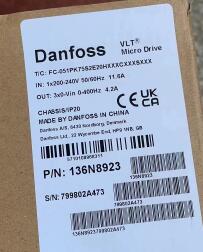 Danfoss VLT®
Micro Drive
T/C: FC-051PK75S2E20HXXXCXXXSXXX
IN: 1x200-240V 50/60Hz 11.6A
OUT: 3x0-Vin 0-400Hz 4.2A
CHASSIS/IP20
MADE BY DANFOSS IN CHINA
Danfoss A/S, 6430 Nordborg, Denmark
Danfoss Ltd., 22 Wycombe End, HP9 1NB, GB
CE UK CA
P/N: 136N8923
136N8923
S/N: 799802A473
799802A473
136N8923799802A473